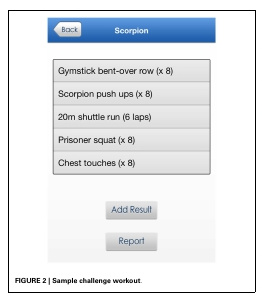 Back
Scorpion
Gymstick bent-over row (x 8)
Scorpion push ups (x 8)
20m shuttle run (6 laps)
Prisoner squat (x 8)
Chest touches (x 8)
Add Result
Report
FIGURE 2 | Sample challenge workout.